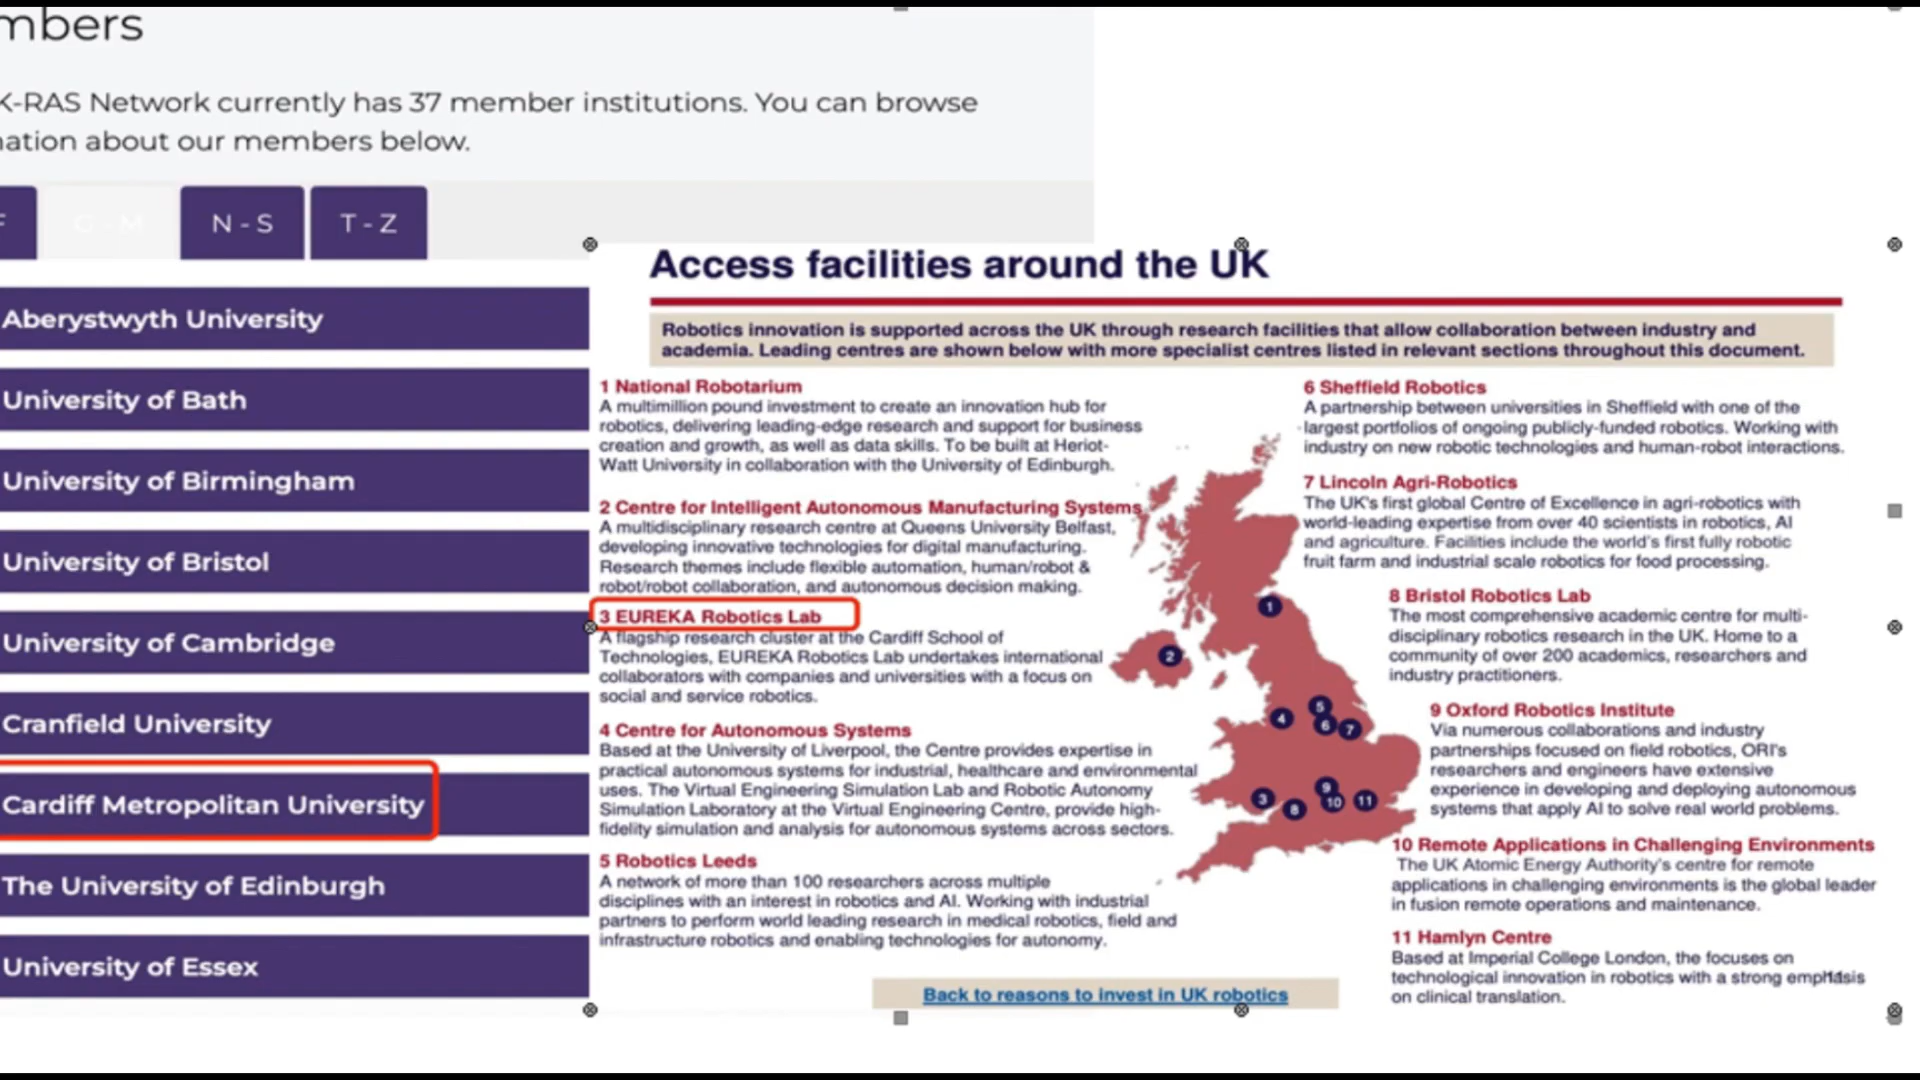 mbers
K-RAS Network currently has 37 member institutions. You can browse
nation about our members below.
F
G - M
N - S
T - Z
Aberystwyth University
University of Bath
University of Birmingham
University of Bristol
University of Cambridge
Cranfield University
Cardiff Metropolitan University
The University of Edinburgh
University of Essex
Access facilities around the UK
Robotics innovation is supported across the UK through research facilities that allow collaboration between industry and
academia. Leading centres are shown below with more specialist centres listed in relevant sections throughout this document.
1 National Robotarium
A multimillion pound investment to create an innovation hub for
robotics, delivering leading-edge research and support for business
creation and growth, as well as data skills. To be built at Heriot-
Watt University in collaboration with the University of Edinburgh.
2 Centre for Intelligent Autonomous Manufacturing Systems
A multidisciplinary research centre at Queens University Belfast,
developing innovative technologies for digital manufacturing.
Research themes include flexible automation, human/robot &
robot/robot collaboration, and autonomous decision making.
3 EUREKA Robotics Lab
A flagship research cluster at the Cardiff School of
Technologies, EUREKA Robotics Lab undertakes international
collaborators with companies and universities with a focus on
social and service robotics.
4 Centre for Autonomous Systems
Based at the University of Liverpool, the Centre provides expertise in
practical autonomous systems for industrial, healthcare and environmental
uses. The Virtual Engineering Simulation Lab and Robotic Autonomy
Simulation Laboratory at the Virtual Engineering Centre, provide high-
fidelity simulation and analysis for autonomous systems across sectors.
5 Robotics Leeds
A network of more than 100 researchers across multiple
disciplines with an interest in robotics and AI. Working with industrial
partners to perform world leading research in medical robotics, field and
infrastructure robotics and enabling technologies for autonomy.
1
2
5
4
6
7
9
3
8
10
11
6 Sheffield Robotics
A partnership between universities in Sheffield with one of the
largest portfolios of ongoing publicly-funded robotics. Working with
industry on new robotic technologies and human-robot interactions.
7 Lincoln Agri-Robotics
The UK's first global Centre of Excellence in agri-robotics with
world-leading expertise from over 40 scientists in robotics, AI
and agriculture. Facilities include the world's first fully robotic
fruit farm and industrial scale robotics for food processing.
8 Bristol Robotics Lab
The most comprehensive academic centre for multi-
disciplinary robotics research in the UK. Home to a
community of over 200 academics, researchers and
industry practitioners.
9 Oxford Robotics Institute
Via numerous collaborations and industry
partnerships focused on field robotics, ORI's
researchers and engineers have extensive
experience in developing and deploying autonomous
systems that apply AI to solve real world problems.
10 Remote Applications in Challenging Environments
The UK Atomic Energy Authority's centre for remote
applications in challenging environments is the global leader
in fusion remote operations and maintenance.
11 Hamlyn Centre
Based at Imperial College London, the focuses on
technological innovation in robotics with a strong emphasis
on clinical translation.
Back to reasons to invest in UK robotics